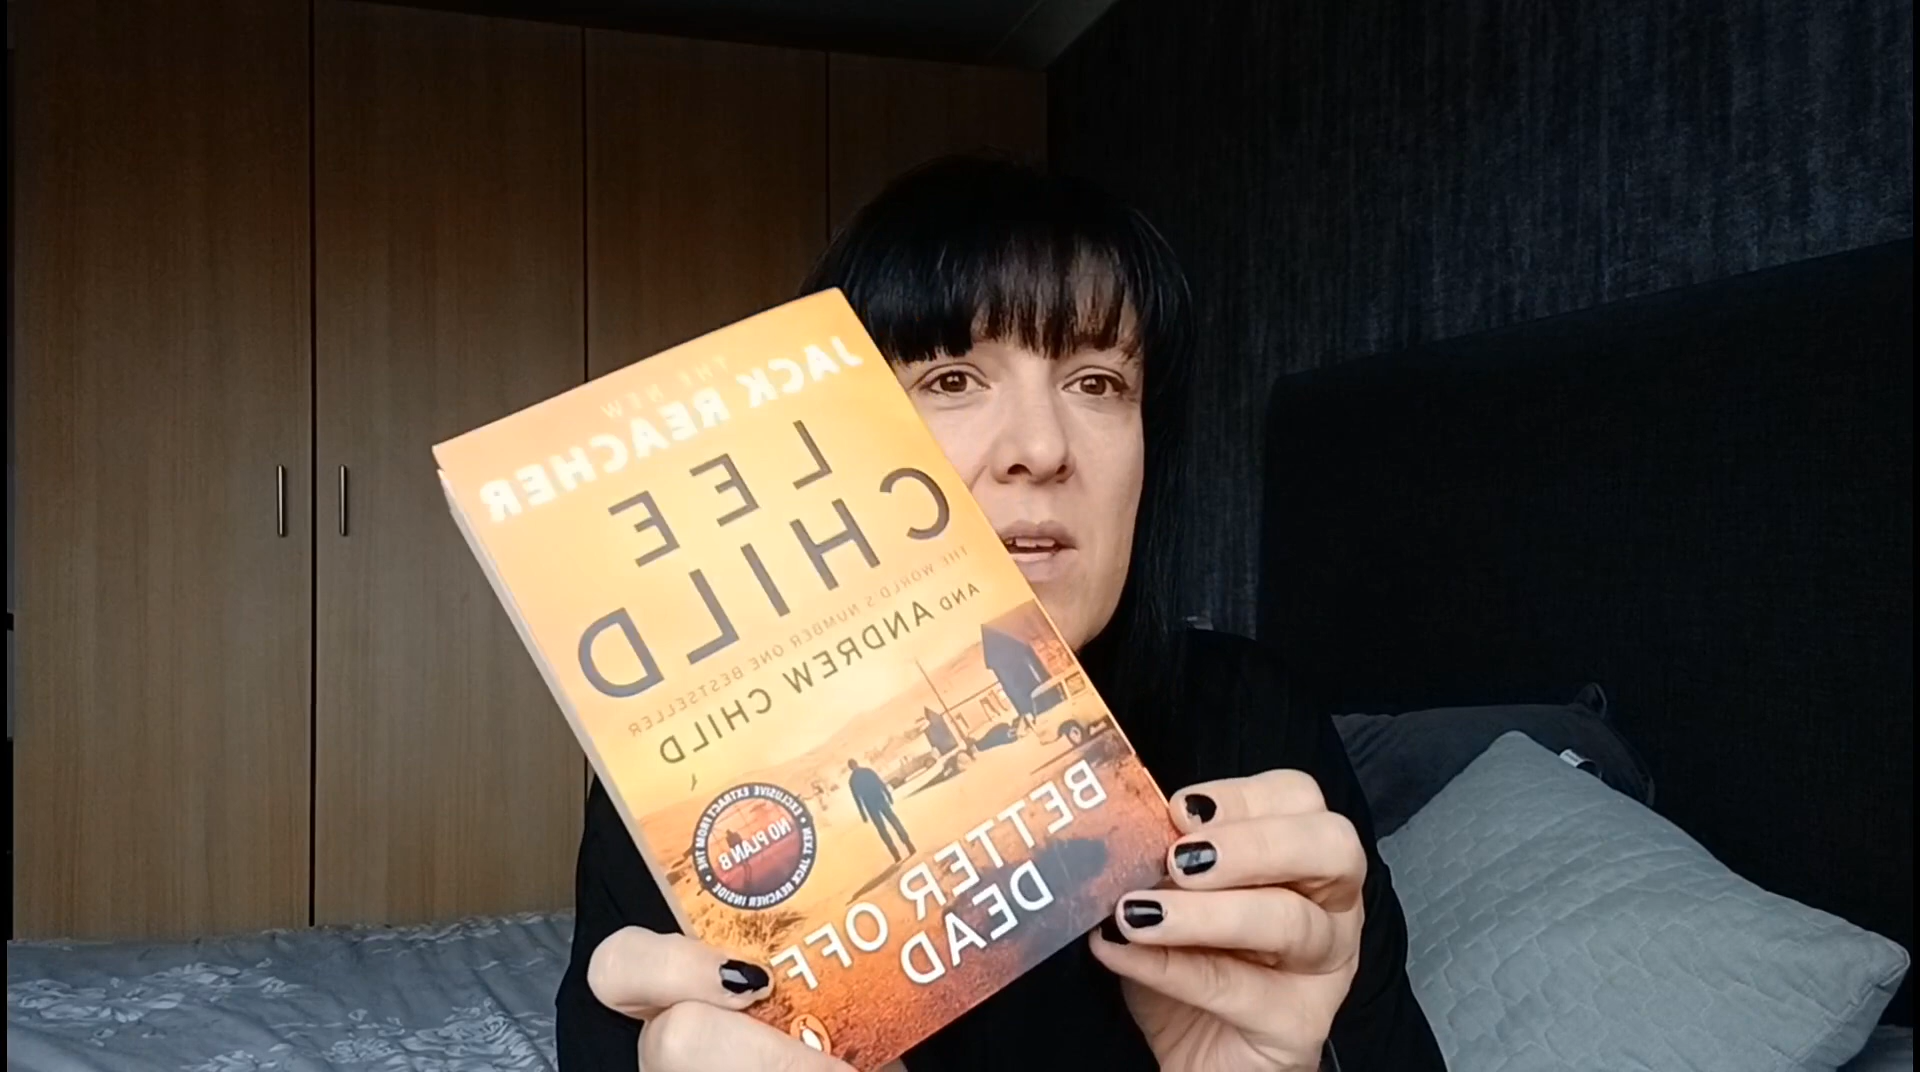 THE NEW
JACK REACHER
LEE
CHILD
THE WORLD'S NUMBER ONE BESTSELLER
AND ANDREW CHILD
EXCLUSIVE EXTRACT FROM THE
NEXT JACK REACHER INSIDE
NO PLAN B
BETTER OFF
DEAD